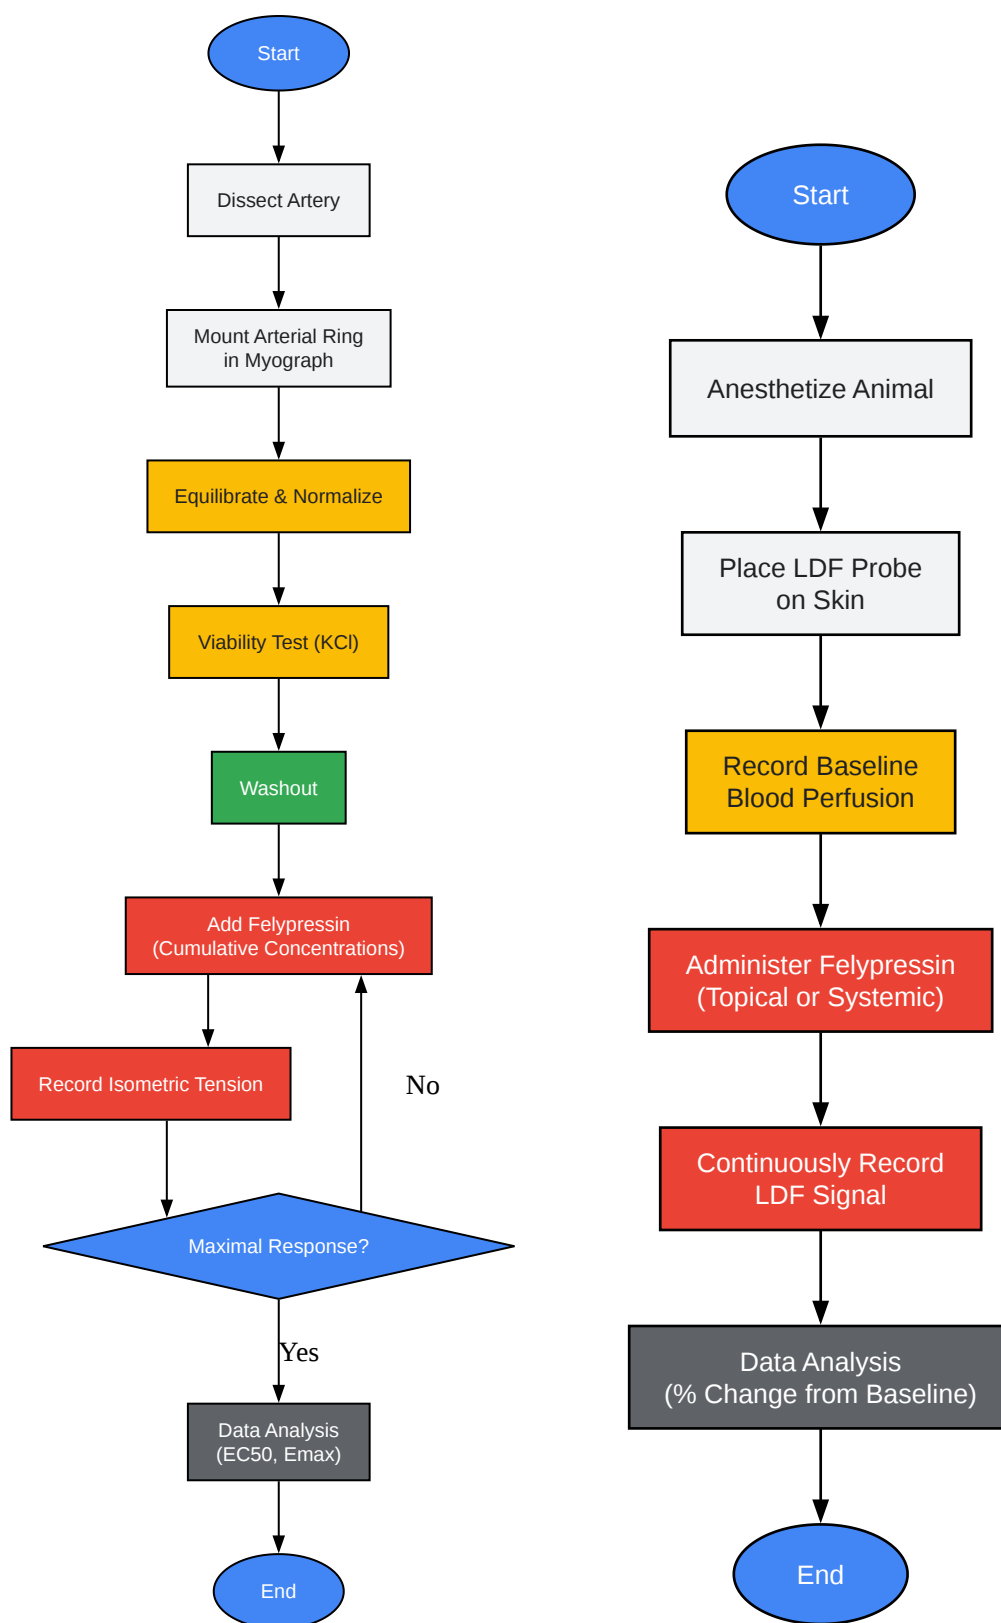 Start
Dissect Artery
Mount Arterial Ring
in Myograph
Equilibrate & Normalize
Viability Test (KCl)
Washout
Add Felypressin
(Cumulative Concentrations)
Record Isometric Tension
No
Maximal Response?
Yes
Data Analysis
(EC50, Emax)
End
Start
Anesthetize Animal
Place LDF Probe
on Skin
Record Baseline
Blood Perfusion
Administer Felypressin
(Topical or Systemic)
Continuously Record
LDF Signal
Data Analysis
(% Change from Baseline)
End